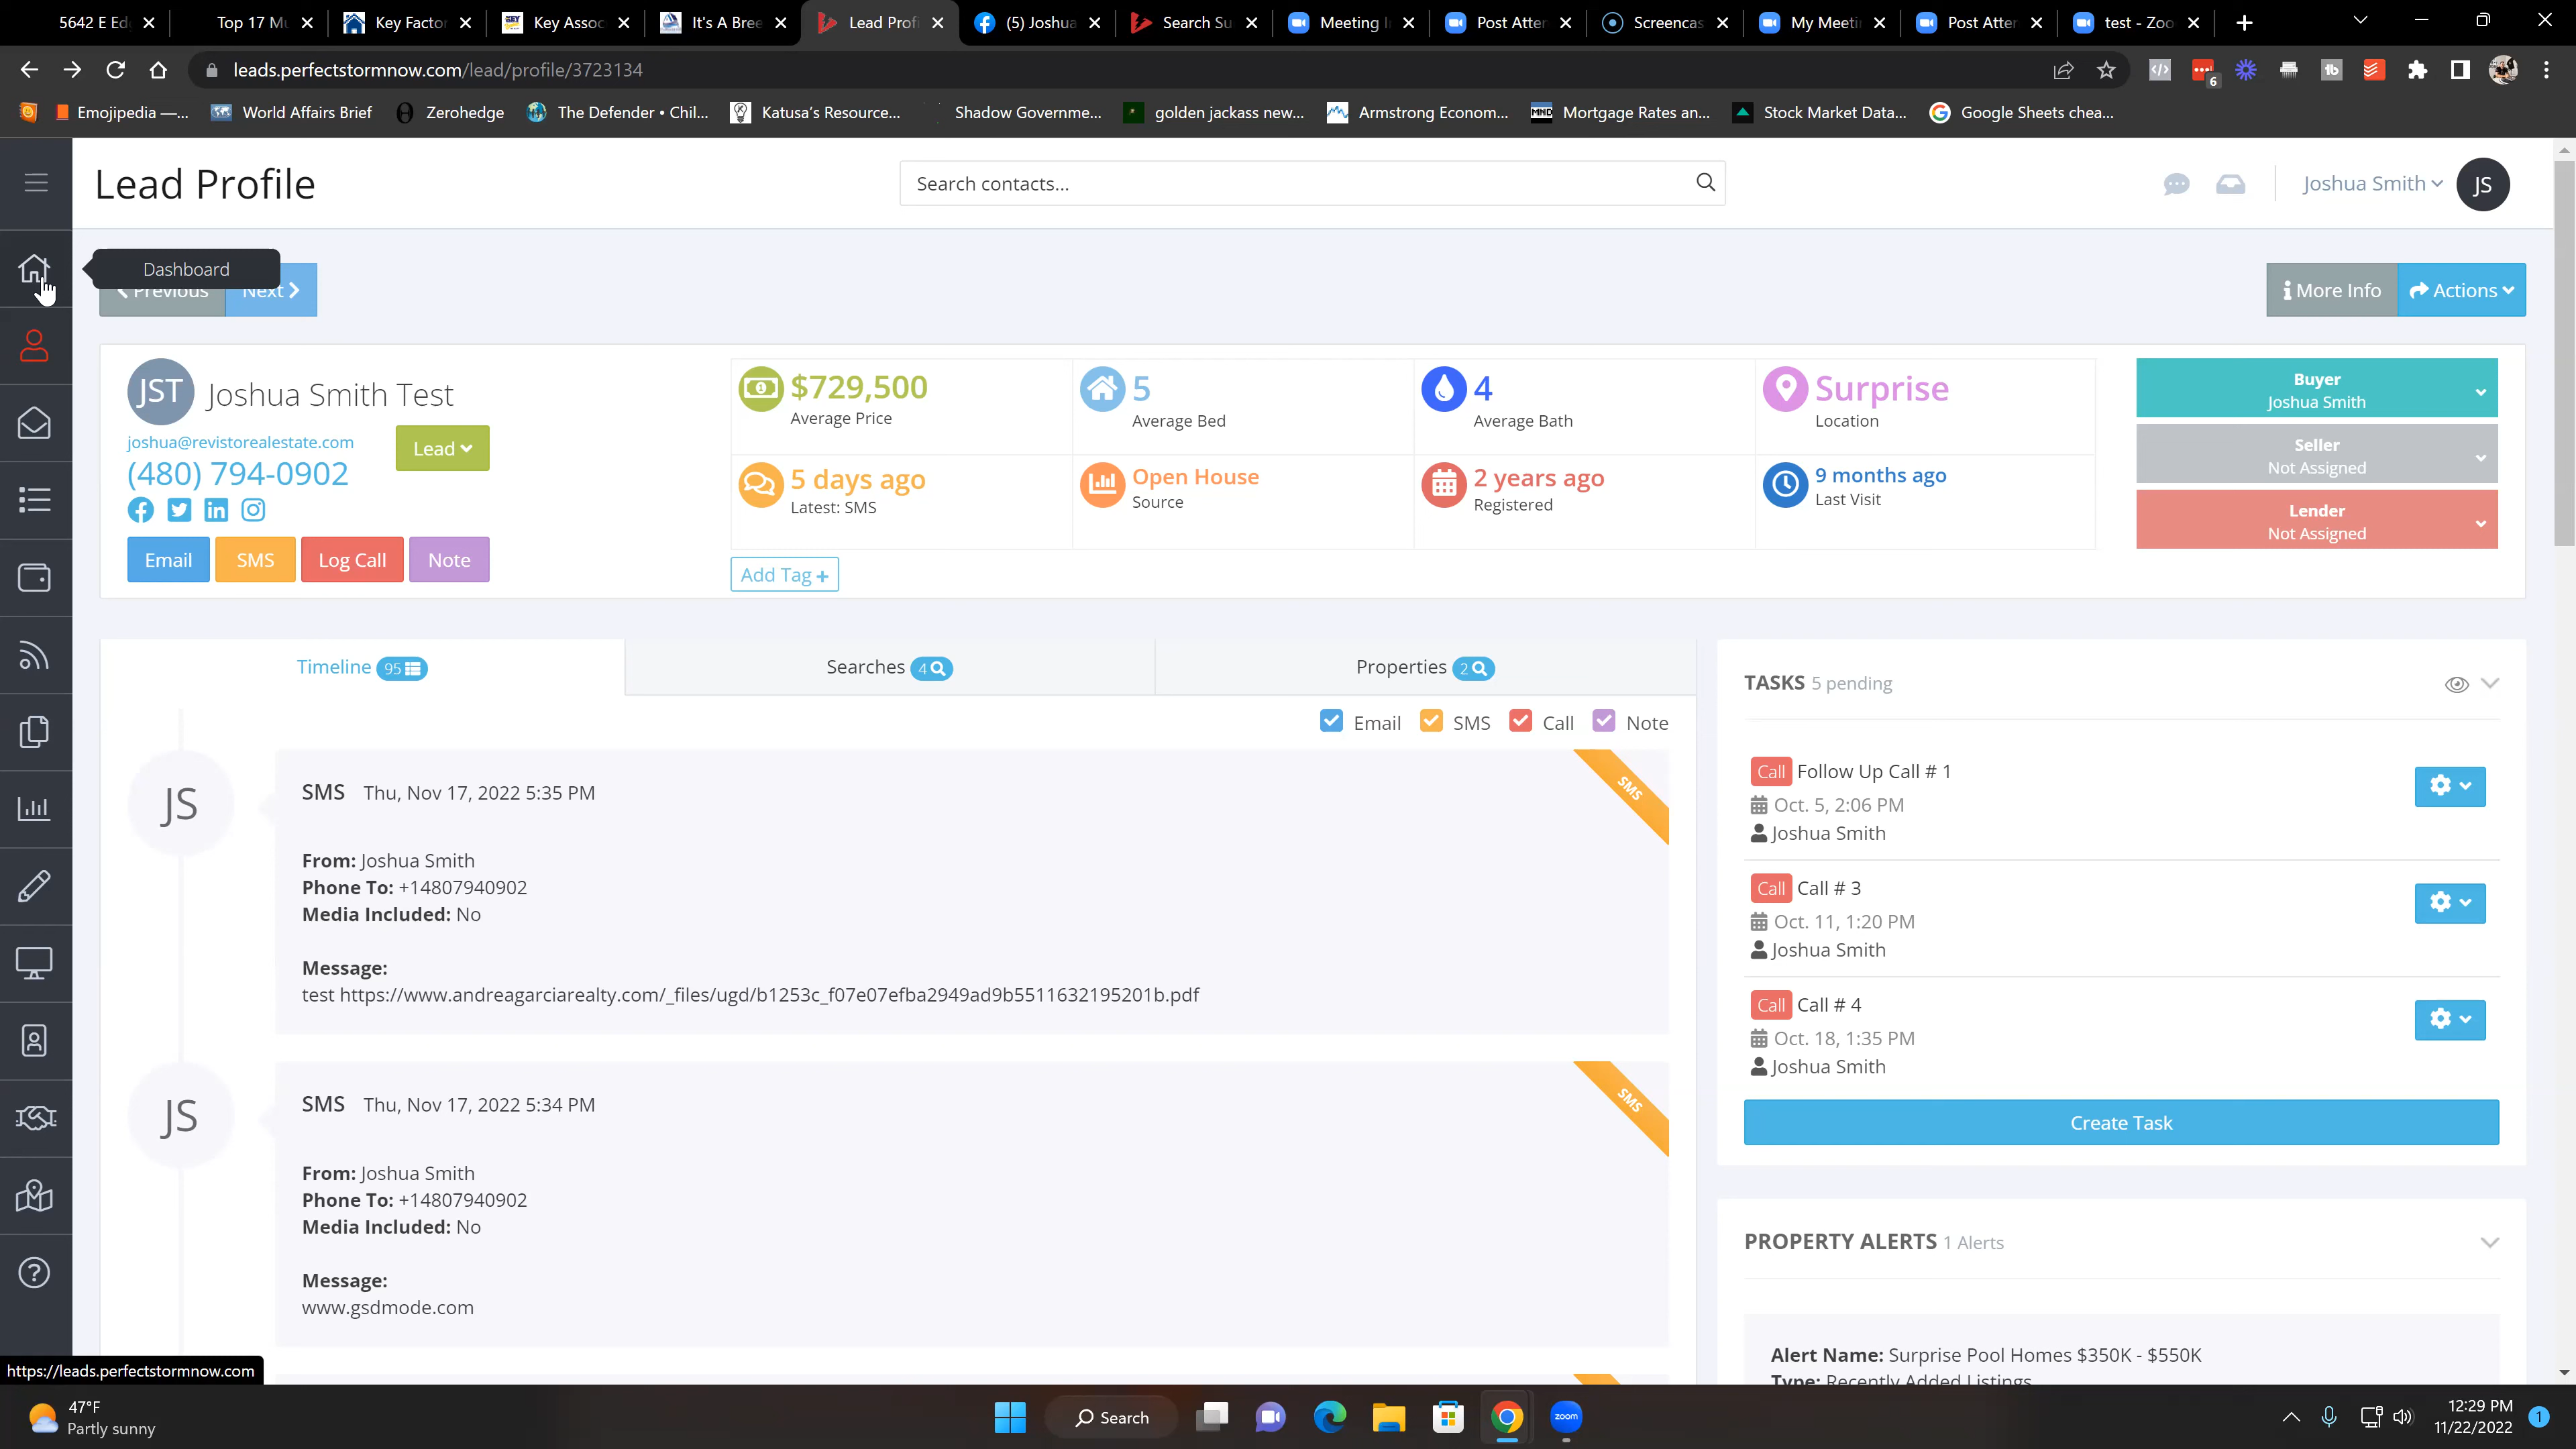 5642 E Ed
Top 17 Mu
Key Factor
Key Assoc
It's A Bree
Lead Profi
(5) Joshua
Search Su
Meeting I
Post Atten
Screencas
My Meeti
Post Atter
test - Zoo
leads.perfectstormnow.com/lead/profile/3723134
6
Emojipedia —...
World Affairs Brief
Zerohedge
The Defender • Chil...
Katusa's Resource...
Shadow Governme...
golden jackass new...
Armstrong Econom...
Mortgage Rates an...
Stock Market Data...
Google Sheets chea...
Lead Profile
Search contacts...
Joshua Smith
JS
Dashboard
Previous
Next
More Info
Actions
JST
Joshua Smith Test
joshua@revistorealestate.com
(480) 794-0902
Lead
Email
SMS
Log Call
Note
$729,500
Average Price
5
Average Bed
4
Average Bath
Surprise
Location
5 days ago
Latest: SMS
Open House
Source
2 years ago
Registered
9 months ago
Last Visit
Add Tag +
Buyer
Joshua Smith
Seller
Not Assigned
Lender
Not Assigned
Timeline 95
Searches 4
Properties 2
Email
SMS
Call
Note
JS
SMS Thu, Nov 17, 2022 5:35 PM
SMS
From: Joshua Smith
Phone To: +14807940902
Media Included: No
Message:
test https://www.andreagarciarealty.com/_files/ugd/b1253c_f07e07efba2949ad9b5511632195201b.pdf
JS
SMS Thu, Nov 17, 2022 5:34 PM
SMS
From: Joshua Smith
Phone To: +14807940902
Media Included: No
Message:
www.gsdmode.com
TASKS 5 pending
Call Follow Up Call # 1
Oct. 5, 2:06 PM
Joshua Smith
Call Call # 3
Oct. 11, 1:20 PM
Joshua Smith
Call Call # 4
Oct. 18, 1:35 PM
Joshua Smith
Create Task
PROPERTY ALERTS 1 Alerts
Alert Name: Surprise Pool Homes $350K - $550K
Type: Recently Added Listings
https://leads.perfectstormnow.com
47°F
Partly sunny
Search
zoom
12:29 PM
11/22/2022
1